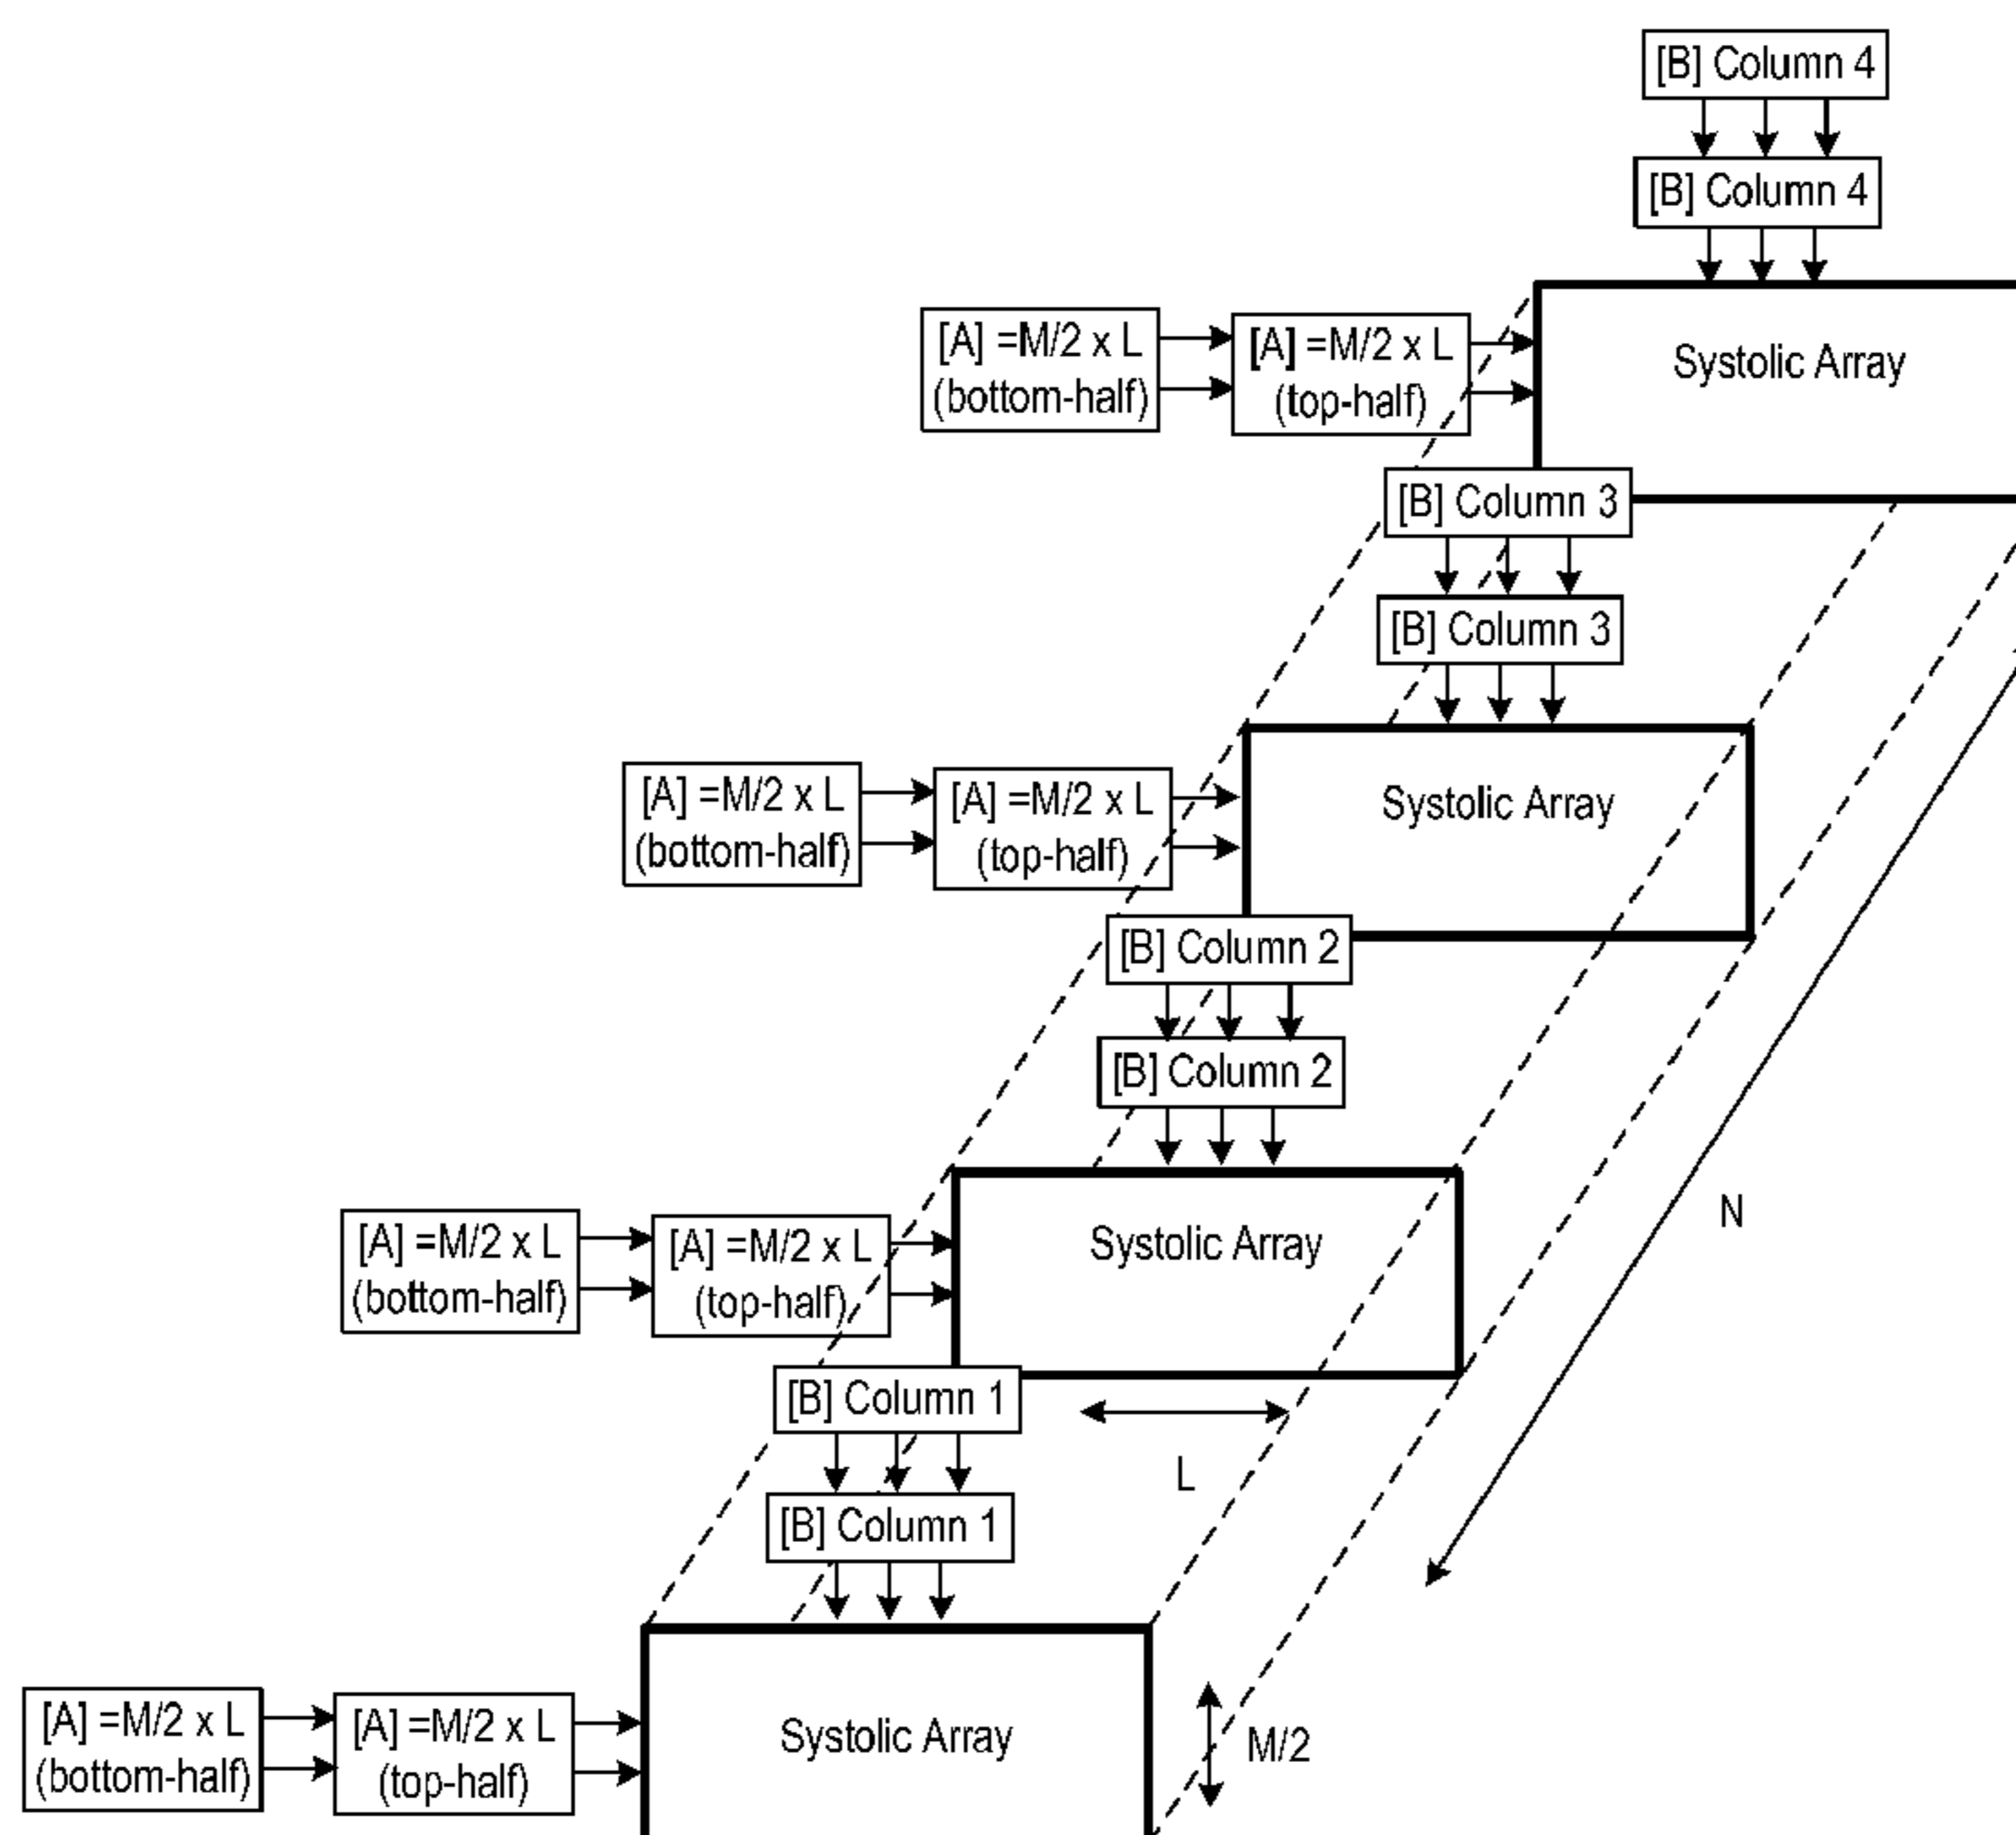 [B] Column 4
[B] Column 4
[A] =M/2 x L
(bottom-half)
[A] =M/2 x L
(top-half)
Systolic Array
[B] Column 3
[B] Column 3
[A] =M/2 x L
(bottom-half)
[A] =M/2 x L
(top-half)
Systolic Array
[B] Column 2
[B] Column 2
[A] =M/2 x L
(bottom-half)
[A] =M/2 x L
(top-half)
Systolic Array
N
[B] Column 1
L
[B] Column 1
[A] =M/2 x L
(bottom-half)
[A] =M/2 x L
(top-half)
Systolic Array
M/2